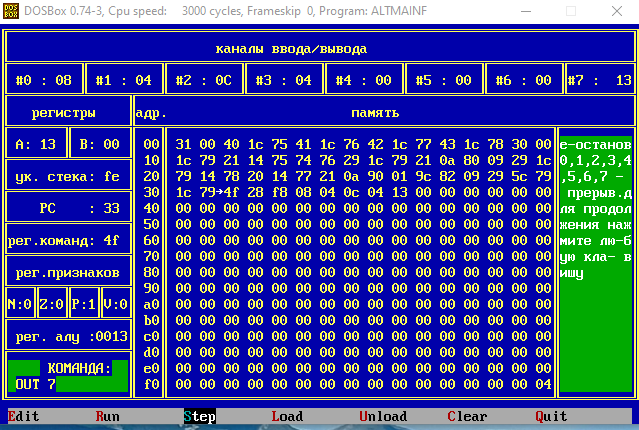 DOSBox 0.74-3, Cpu speed: 3000 cycles, Frameskip 0, Program: ALTMAINF
каналы ввода/вывода
#0 : 08 #1 : 04 #2 : 0C #3 : 04 #4 : 00 #5 : 00 #6 : 00 #7 : 13
регистры адр. память
A: 13 B: 00
ук. стека: fe
PC : 33
рег.команд: 4f
рег.признаков
N:0 Z:0 P:1 V:0
рег. алу :0013
КОМАНДА:
OUT 7
00 31 00 40 1c 75 41 1c 76 42 1c 77 43 1c 78 30 00
10 1c 79 21 14 75 74 76 29 1c 79 21 0a 80 09 29 1c
20 79 14 78 20 14 77 21 0a 90 01 9c 82 09 29 5c 79
30 1c 79→4f 28 f8 08 04 0c 04 13 00 00 00 00 00 00
40 00 00 00 00 00 00 00 00 00 00 00 00 00 00 00 00
50 00 00 00 00 00 00 00 00 00 00 00 00 00 00 00 00
60 00 00 00 00 00 00 00 00 00 00 00 00 00 00 00 00
70 00 00 00 00 00 00 00 00 00 00 00 00 00 00 00 00
80 00 00 00 00 00 00 00 00 00 00 00 00 00 00 00 00
90 00 00 00 00 00 00 00 00 00 00 00 00 00 00 00 00
a0 00 00 00 00 00 00 00 00 00 00 00 00 00 00 00 00
b0 00 00 00 00 00 00 00 00 00 00 00 00 00 00 00 00
c0 00 00 00 00 00 00 00 00 00 00 00 00 00 00 00 00
d0 00 00 00 00 00 00 00 00 00 00 00 00 00 00 00 00
e0 00 00 00 00 00 00 00 00 00 00 00 00 00 00 00 00
f0 00 00 00 00 00 00 00 00 00 00 00 00 00 00 00 04
е-останов
0,1,2,3,4
,5,6,7 -
прерыв.д
ля продол
жения наж
мите лю-б
ую кла- в
ишу
Edit Run Step Load Unload Clear Quit